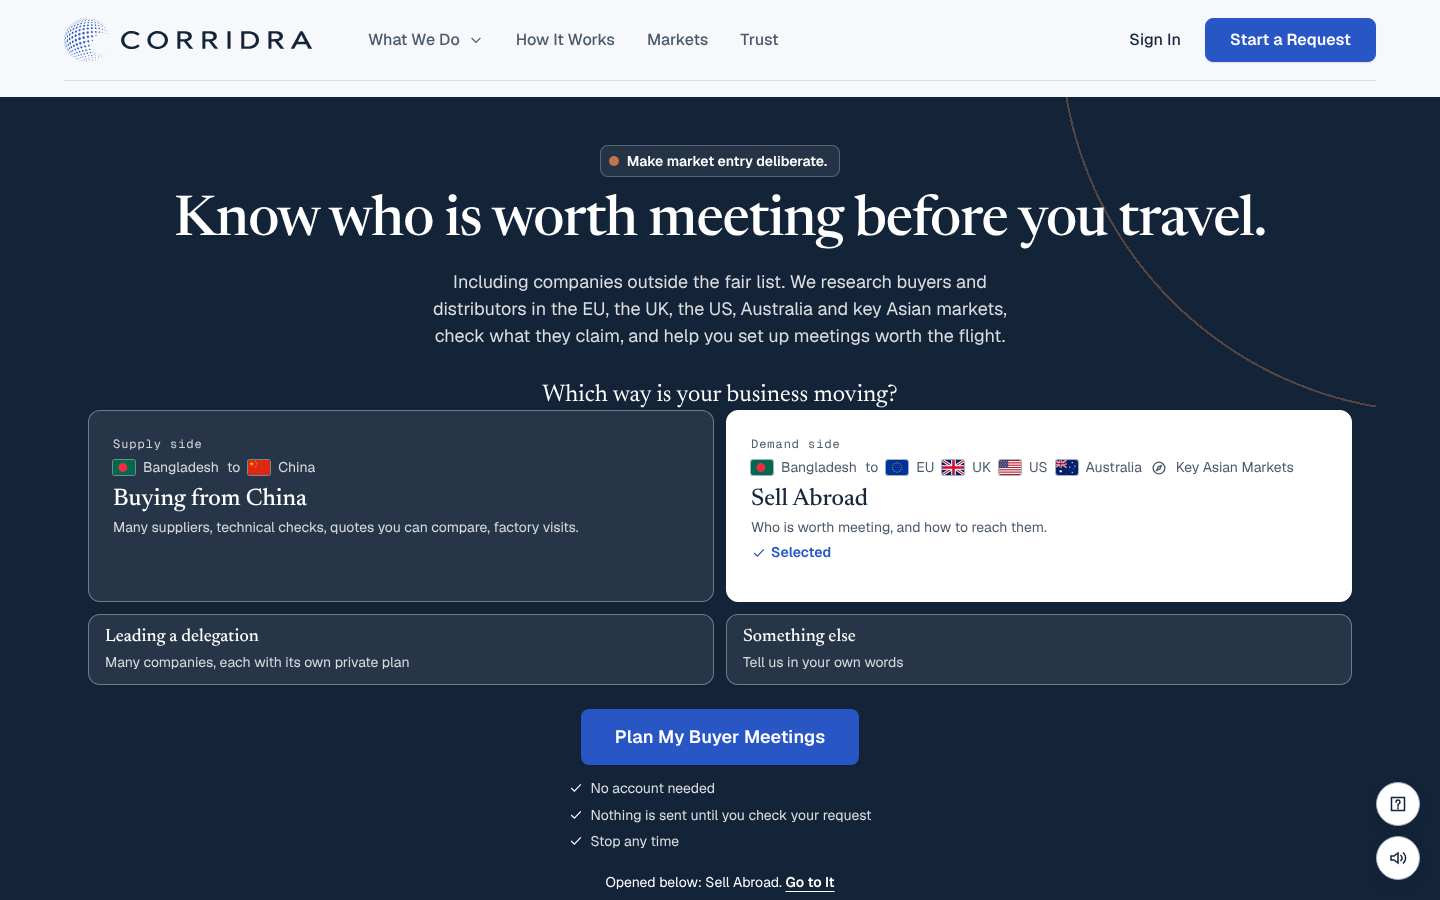 CORRIDRA
What We Do
How It Works
Markets
Trust
Sign In
Start a Request
Make market entry deliberate.
Know who is worth meeting before you travel.
Including companies outside the fair list. We research buyers and
distributors in the EU, the UK, the US, Australia and key Asian markets,
check what they claim, and help you set up meetings worth the flight.
Which way is your business moving?
Supply side
Bangladesh to China
Buying from China
Many suppliers, technical checks, quotes you can compare, factory visits.
Demand side
Bangladesh to EU UK US Australia Key Asian Markets
Sell Abroad
Who is worth meeting, and how to reach them.
Selected
Leading a delegation
Many companies, each with its own private plan
Something else
Tell us in your own words
Plan My Buyer Meetings
No account needed
Nothing is sent until you check your request
Stop any time
Opened below: Sell Abroad. Go to It